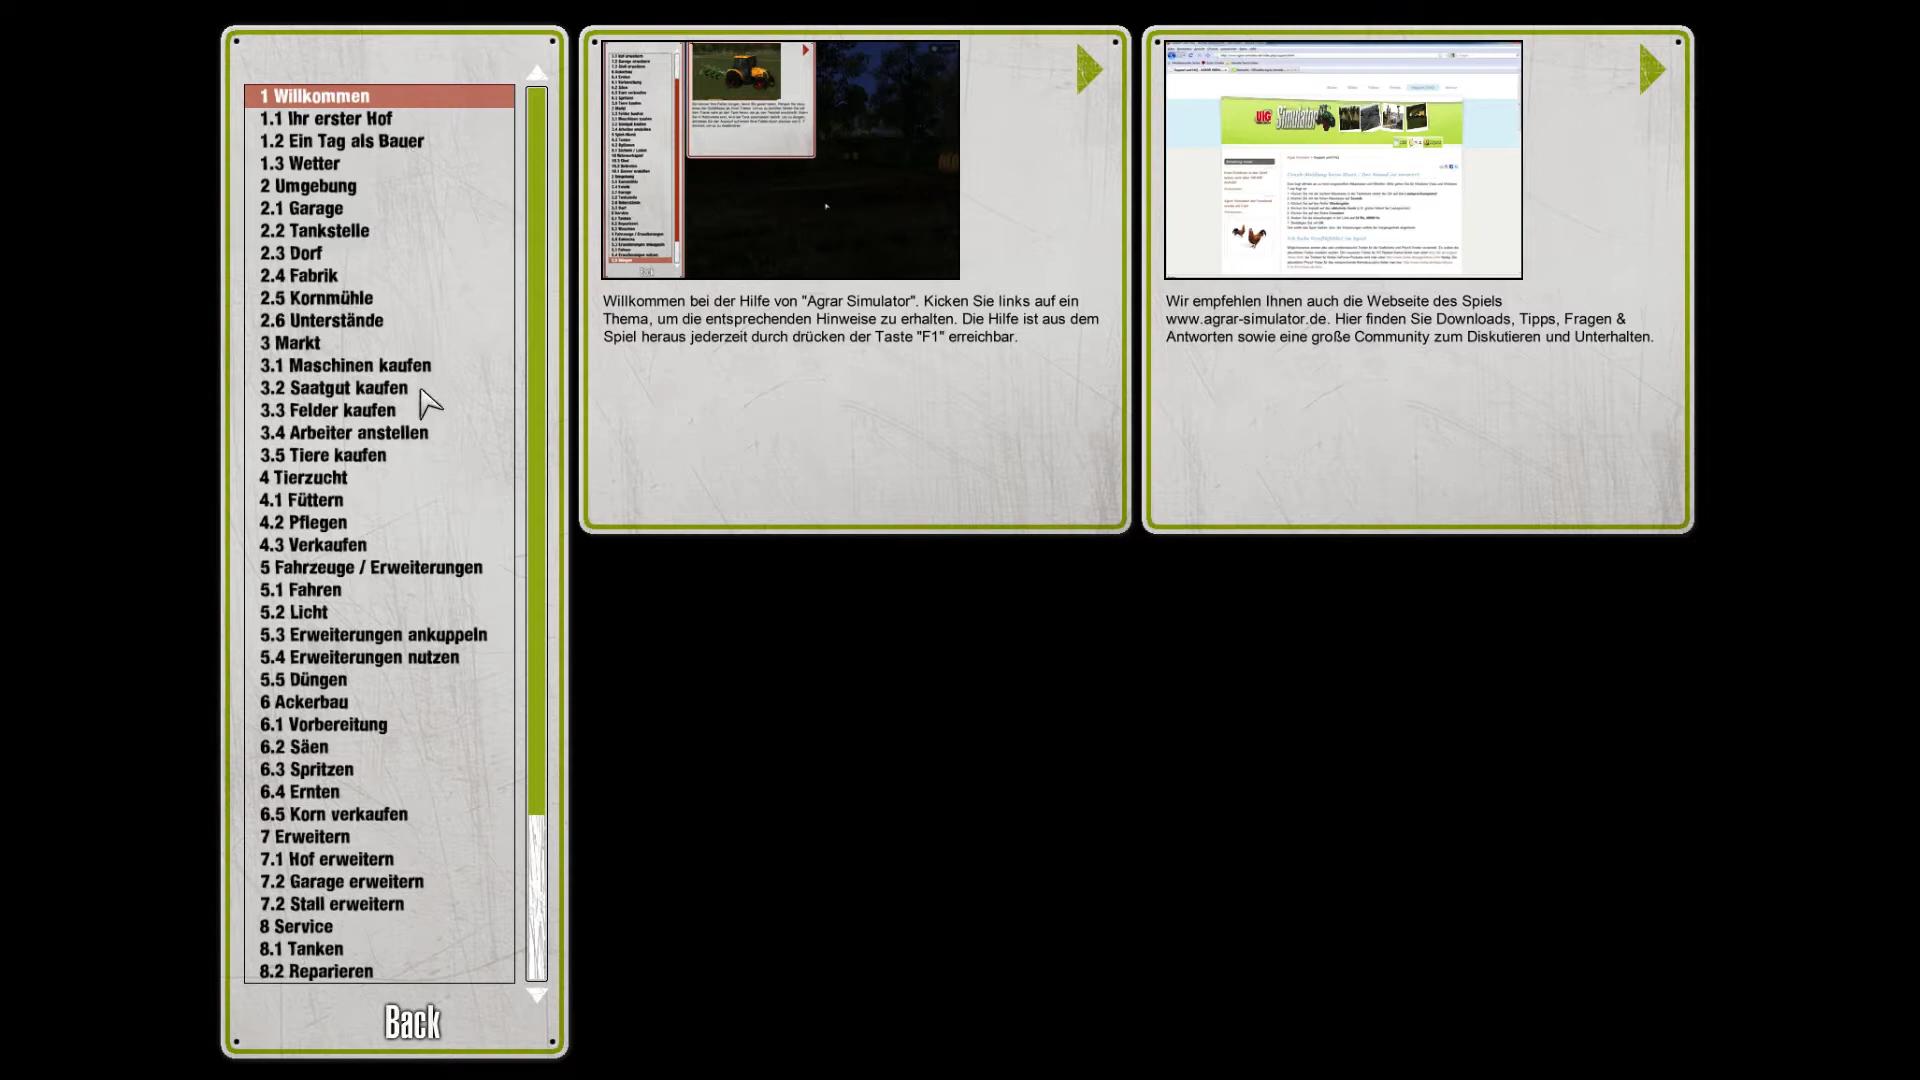 1 Willkommen
1.1 Ihr erster Hof
1.2 Ein Tag als Bauer
1.3 Wetter
2 Umgebung
2.1 Garage
2.2 Tankstelle
2.3 Dorf
2.4 Fabrik
2.5 Kornmühle
2.6 Unterstände
3 Markt
3.1 Maschinen kaufen
3.2 Saatgut kaufen
3.3 Felder kaufen
3.4 Arbeiter anstellen
3.5 Tiere kaufen
4 Tierzucht
4.1 Füttern
4.2 Pflegen
4.3 Verkaufen
5 Fahrzeuge / Erweiterungen
5.1 Fahren
5.2 Licht
5.3 Erweiterungen ankuppeln
5.4 Erweiterungen nutzen
5.5 Düngen
6 Ackerbau
6.1 Vorbereitung
6.2 Säen
6.3 Spritzen
6.4 Ernten
6.5 Korn verkaufen
7 Erweitern
7.1 Hof erweitern
7.2 Garage erweitern
7.2 Stall erweitern
8 Service
8.1 Tanken
8.2 Reparieren
Back
Willkommen bei der Hilfe von "Agrar Simulator". Kicken Sie links auf ein
Thema, um die entsprechenden Hinweise zu erhalten. Die Hilfe ist aus dem
Spiel heraus jederzeit durch drücken der Taste "F1" erreichbar.
UIG Simulator
Wir empfehlen Ihnen auch die Webseite des Spiels
www.agrar-simulator.de. Hier finden Sie Downloads, Tipps, Fragen &
Antworten sowie eine große Community zum Diskutieren und Unterhalten.